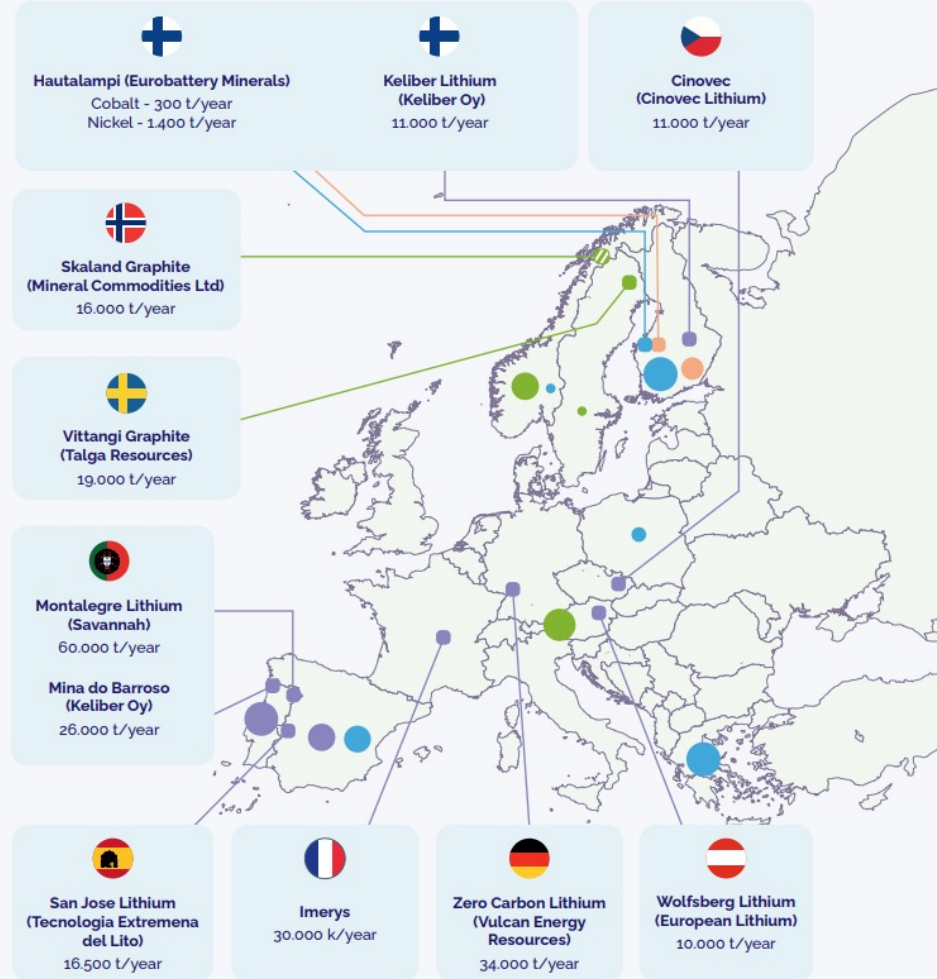 Hautalampi (Eurobattery Minerals)
Cobalt - 300 t/year
Nickel - 1.400 t/year
Keliber Lithium
(Keliber Oy)
11.000 t/year
Cinovec
(Cinovec Lithium)
11.000 t/year
Skaland Graphite
(Mineral Commodities Ltd)
16.000 t/year
Vittangi Graphite
(Talga Resources)
19.000 t/year
Montalegre Lithium
(Savannah)
60.000 t/year
Mina do Barroso
(Keliber Oy)
26.000 t/year
San Jose Lithium
(Tecnologia Extremena
del Lito)
16.500 t/year
Imerys
30.000 k/year
Zero Carbon Lithium
(Vulcan Energy
Resources)
34.000 t/year
Wolfsberg Lithium
(European Lithium)
10.000 t/year